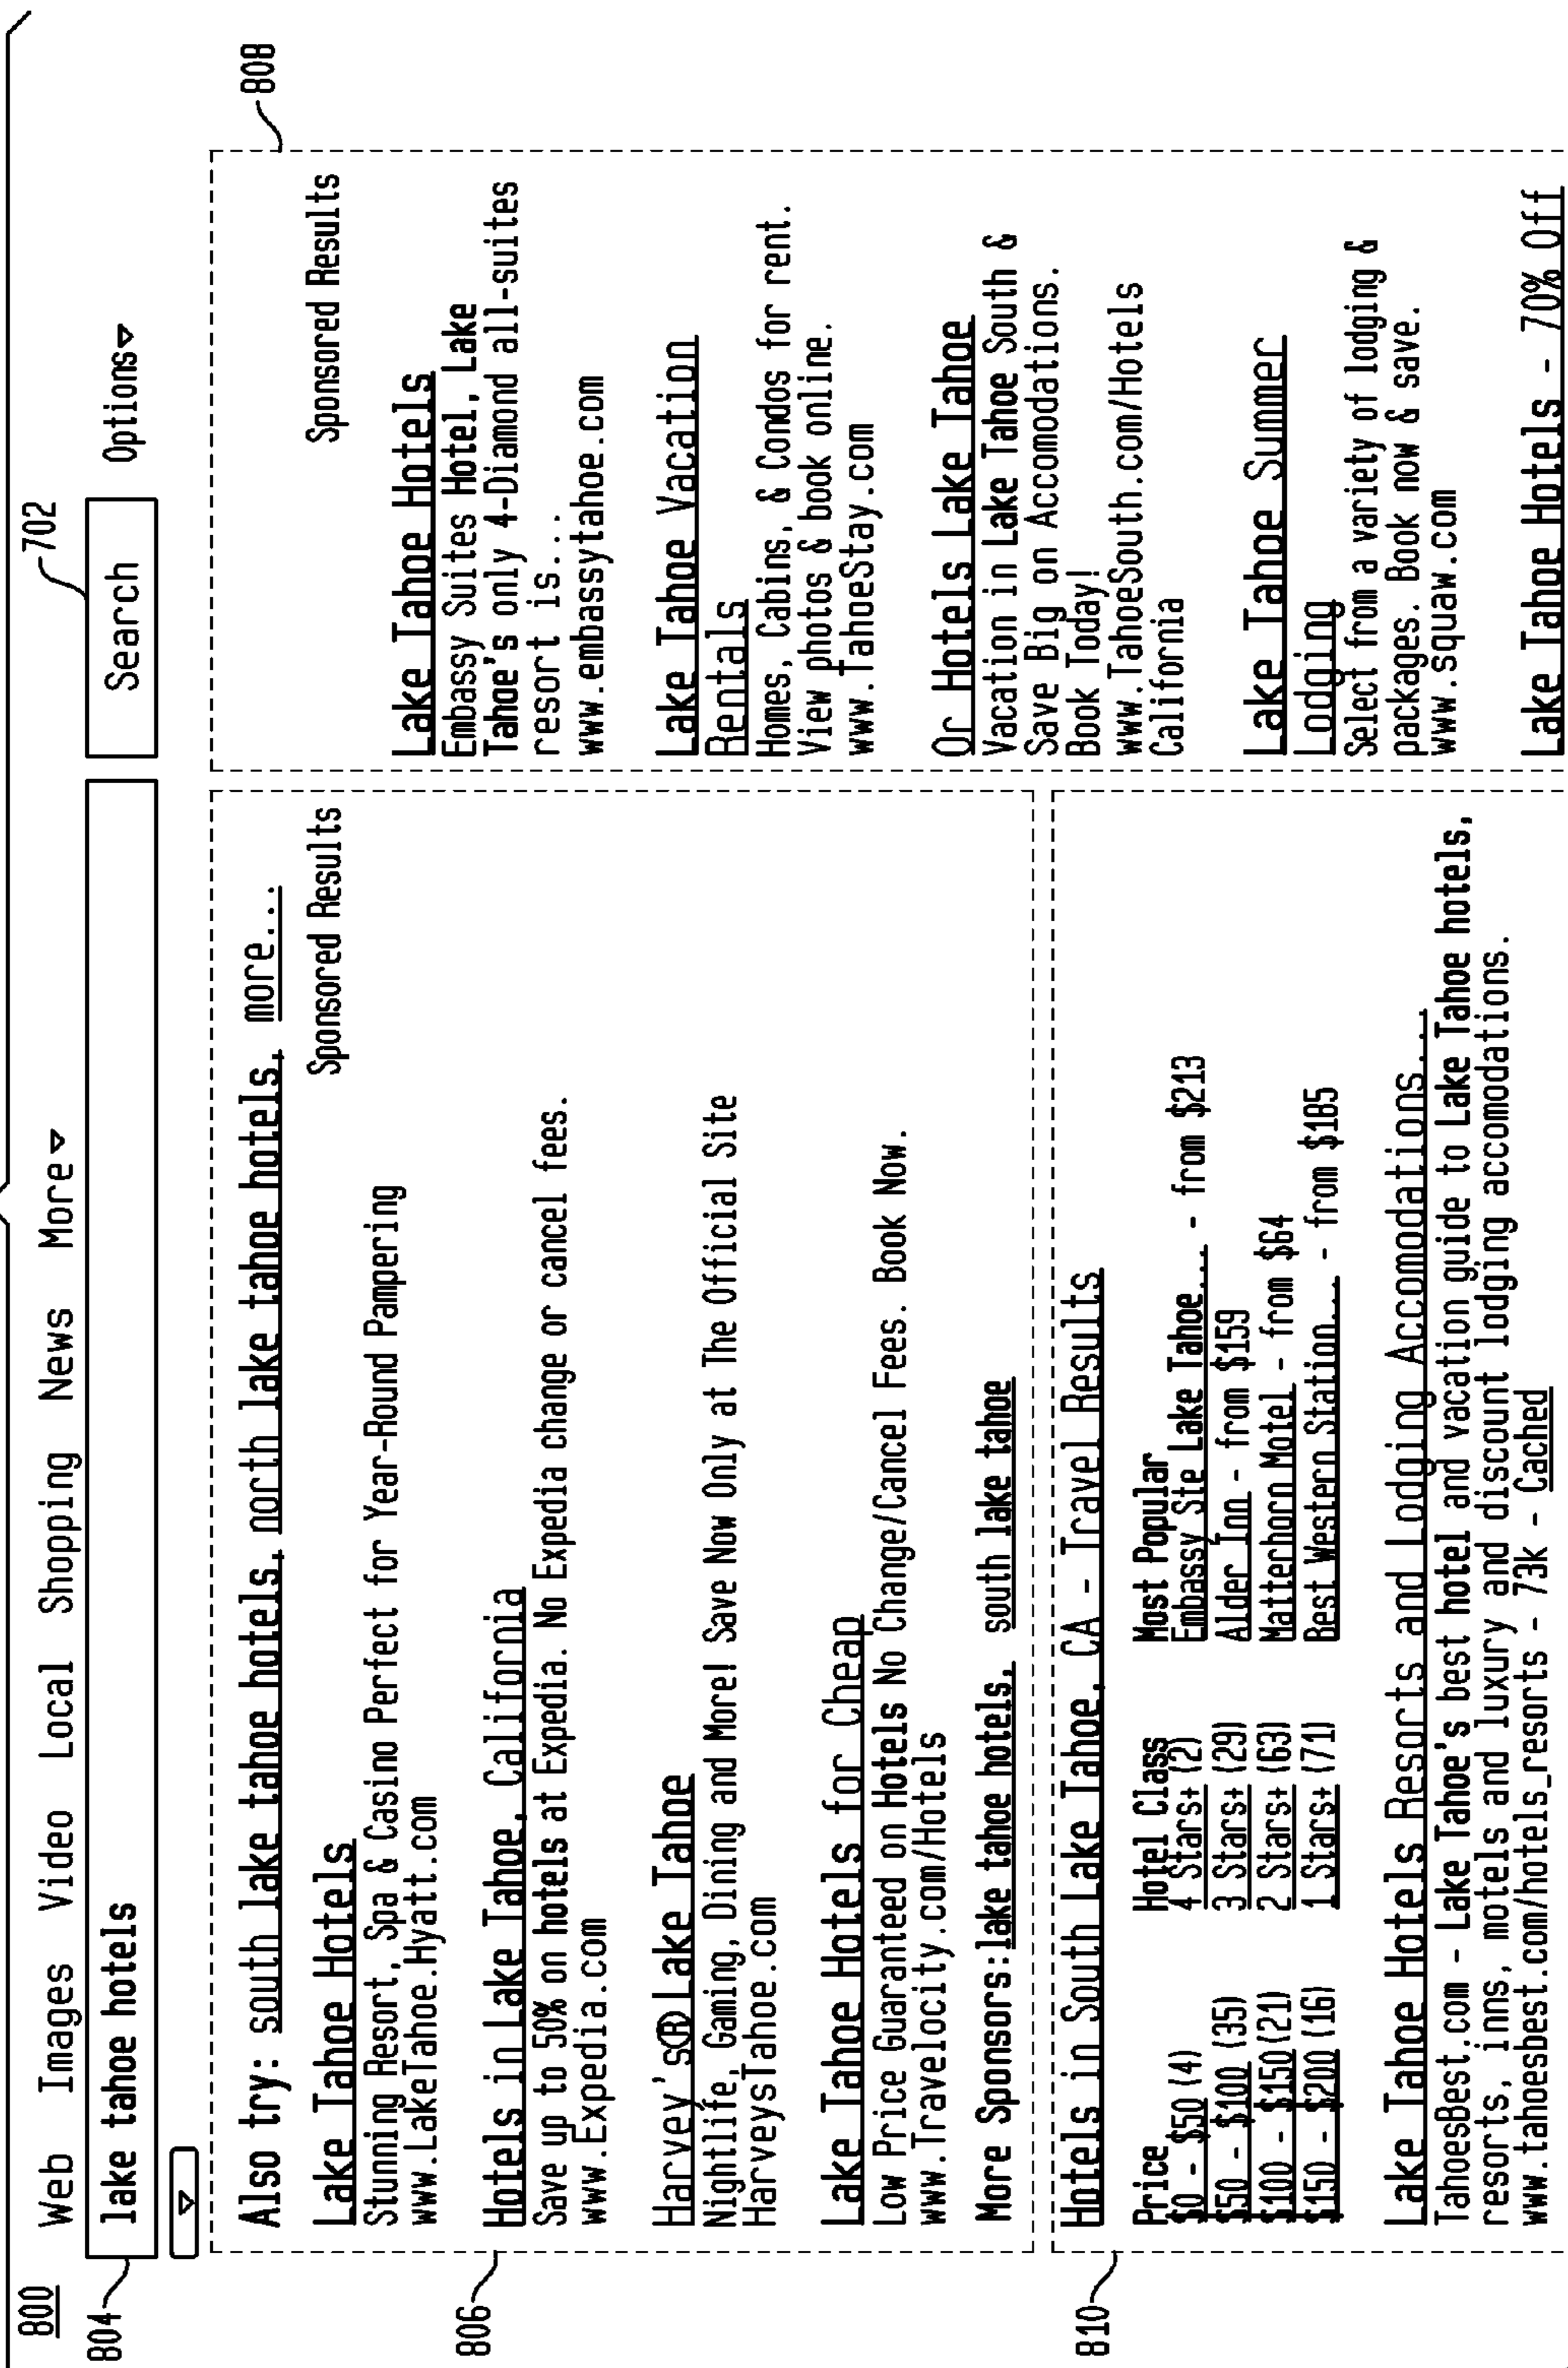 800
Web Images Video Local Shopping News More
804
lake tahoe hotels
Search
702
Options
806
Also try: south lake tahoe hotels, north lake tahoe hotels, more...
Sponsored Results
Lake Tahoe Hotels
Stunning Resort, Spa & Casino Perfect for Year-Round Pampering
www.LakeTahoe.Hyatt.com
Hotels in Lake Tahoe, California
Save up to 50% on hotels at Expedia. No Expedia change or cancel fees.
www.Expedia.com
Harvey's® Lake Tahoe
Nightlife, Gaming, Dining and More! Save Now Only at The Official Site
HarveysTahoe.com
Lake Tahoe Hotels for Cheap
Low Price Guaranteed on Hotels No Change/Cancel Fees. Book Now.
www.Travelocity.com/Hotels
More Sponsors: lake tahoe hotels, south lake tahoe
808
Sponsored Results
Lake Tahoe Hotels
Embassy Suites Hotel, Lake
Tahoe's only 4-Diamond all-suites
resort is...
www.embassytahoe.com
Lake Tahoe Vacation
Rentals
Homes, Cabins, & Condos for rent.
View photos & book online.
www.TahoeStay.com
Or Hotels Lake Tahoe
Vacation in Lake Tahoe South &
Save Big on Accomodations.
Book Today!
www.TahoeSouth.com/Hotels
California
Lake Tahoe Summer
Lodging
Select from a variety of lodging &
packages. Book now & save.
www.squaw.com
Lake Tahoe Hotels - 70% Off
810
Hotels in South Lake Tahoe, CA - Travel Results
Price Hotel Class Most Popular
$0 - $50 (4) 4 Stars+ (2) Embassy Ste Lake Tahoe... - from $213
$50 - $100 (35) 3 Stars+ (29) Alder Inn - from $159
$100 - $150 (21) 2 Stars+ (63) Matterhorn Motel - from $64
$150 - $200 (16) 1 Stars+ (71) Best Western Station... - from $185
Lake Tahoe Hotels Resorts and Lodging Accomodations...
TahoesBest.com - Lake Tahoe's best hotel and vacation guide to Lake Tahoe hotels,
resorts, inns, motels and luxury and discount lodging accomodations.
www.tahoesbest.com/hotels_resorts - 73k - Cached